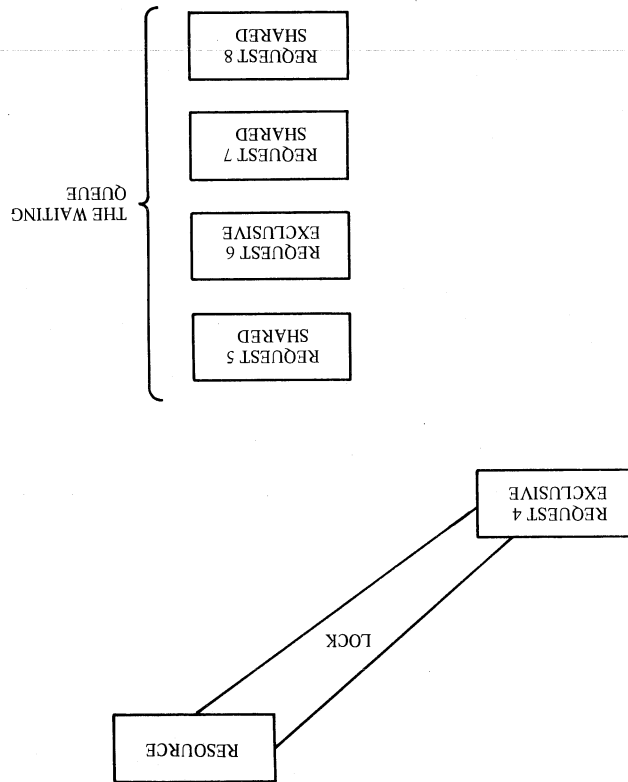 RESOURCE
LOCK
REQUEST 4
EXCLUSIVE
REQUEST 5
SHARED
REQUEST 6
EXCLUSIVE
REQUEST 7
SHARED
REQUEST 8
SHARED
THE WAITING
QUEUE